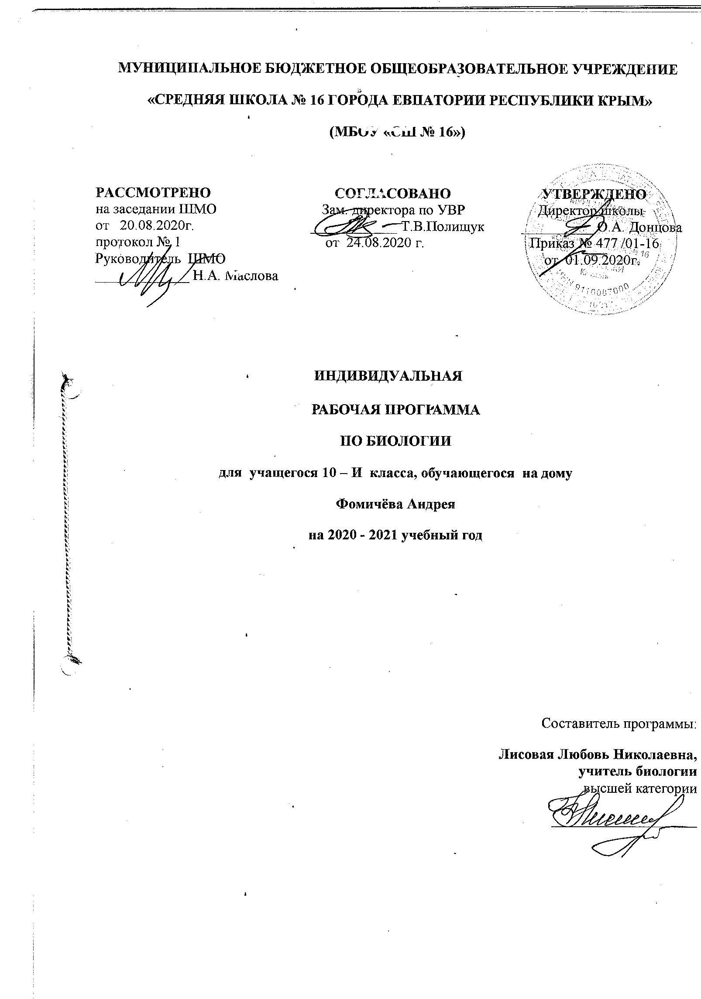 МУНИЦИПАЛЬНОЕ БЮДЖЕТНОЕ ОБЩЕОБРАЗОВАТЕЛЬНОЕ УЧРЕЖДЕНИЕ
«СРЕДНЯЯ ШКОЛА № 16 ГОРОДА ЕВПАТОРИИ РЕСПУБЛИКИ КРЫМ»
(МБОУ «СШ № 16»)
РАССМОТРЕНО
на заседании ШМО
от 20.08.2020г.
протокол № 1
Руководитель ШМО
Н.А. Маслова
СОГЛАСОВАНО
Зам. директора по УВР
Т.В.Полищук
от 24.08.2020 г.
УТВЕРЖДЕНО
Директор школы
О.А. Донцова
Приказ № 477 /01-16
от 01.09.2020г.
ИНДИВИДУАЛЬНАЯ
РАБОЧАЯ ПРОГРАММА
ПО БИОЛОГИИ
для учащегося 10 – И класса, обучающегося на дому
Фомичёва Андрея
на 2020 - 2021 учебный год
Составитель программы:
Лисовая Любовь Николаевна,
учитель биологии
высшей категории